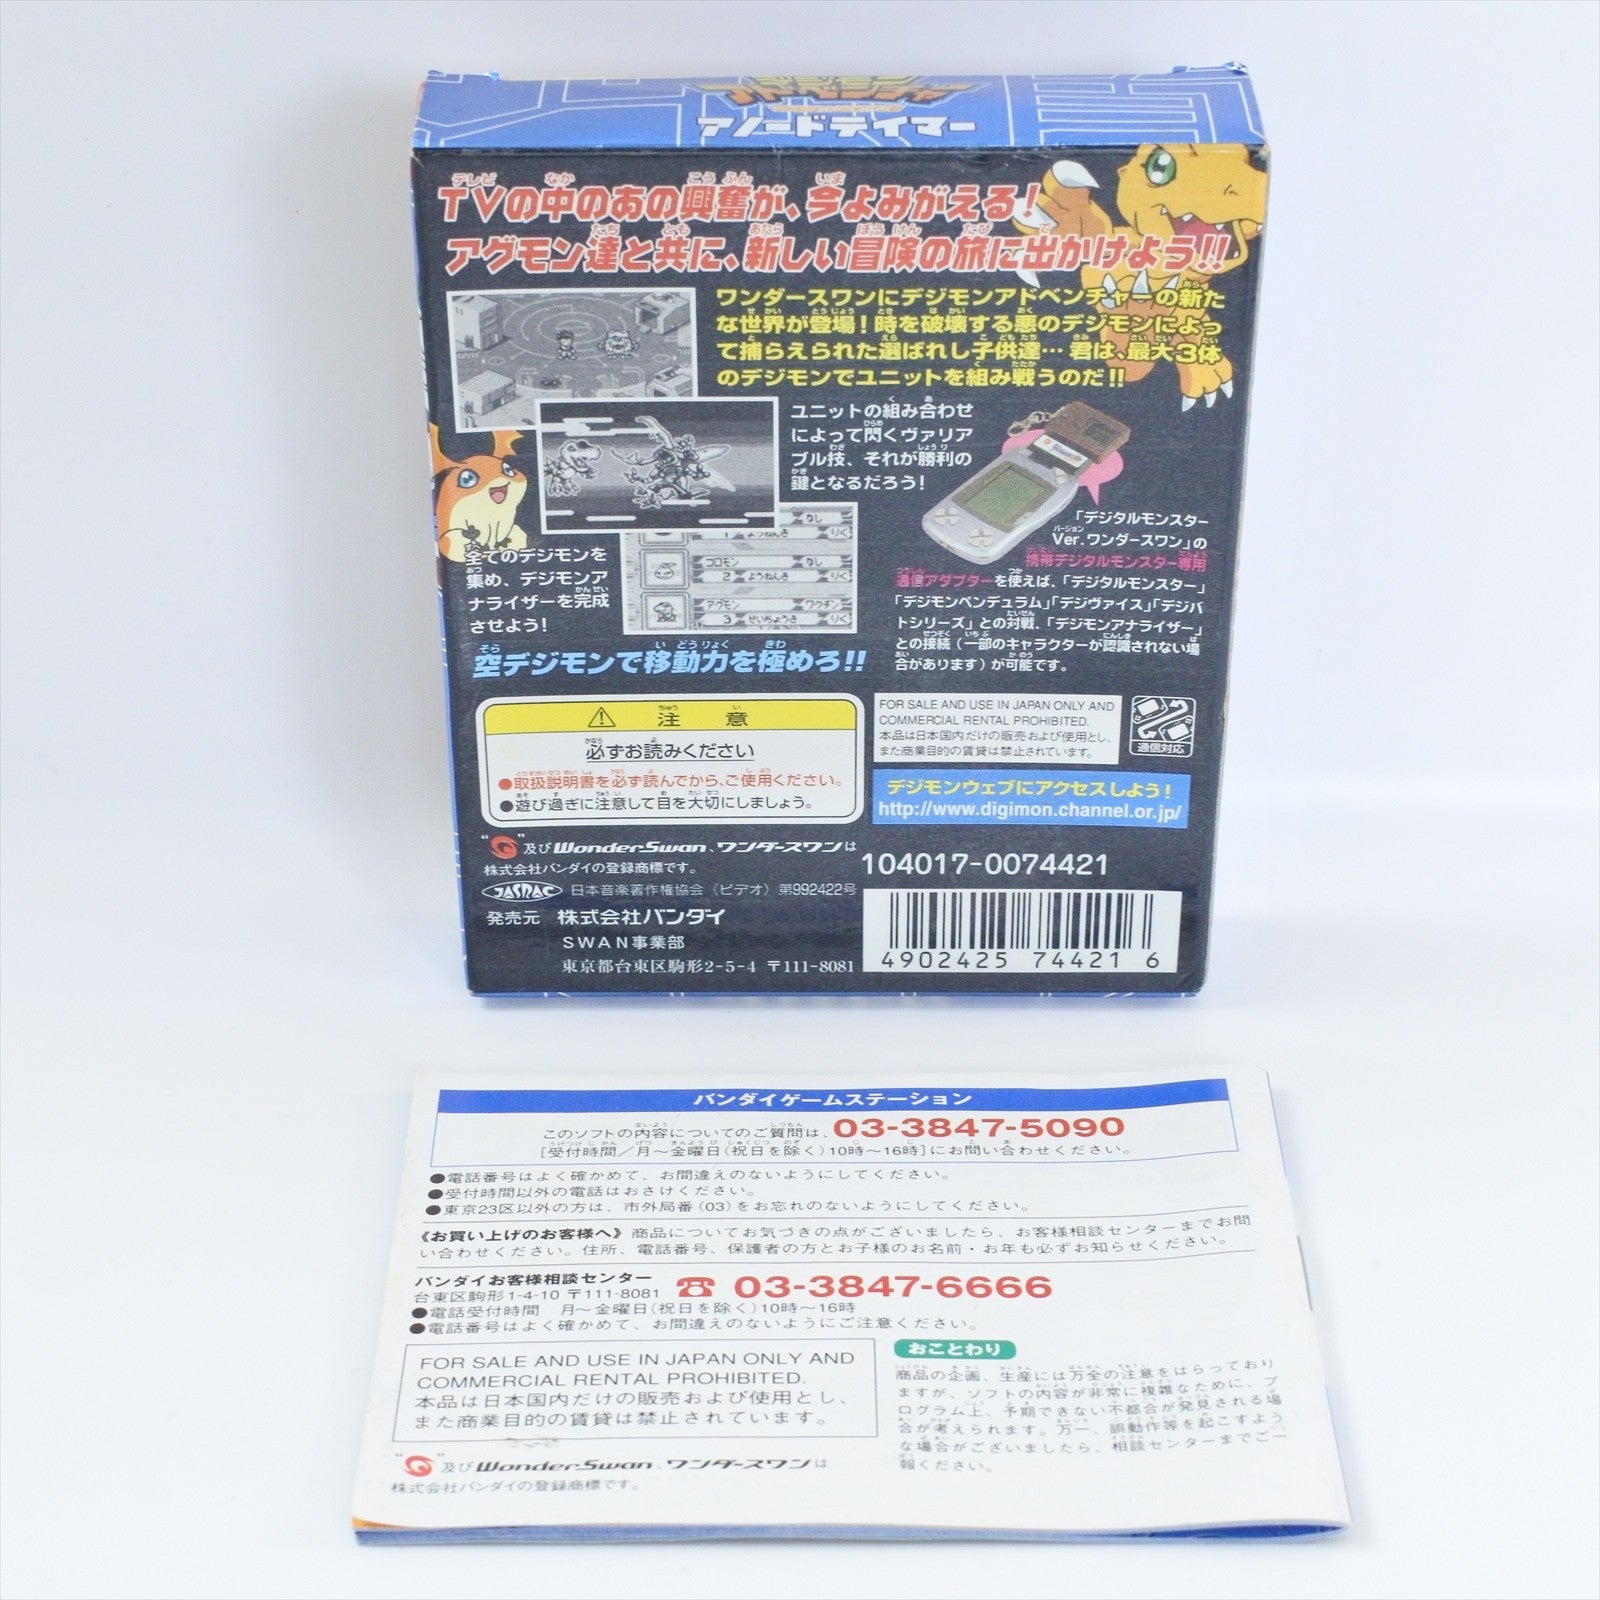 デジモン
アドベンチャー
アノードテイマー
TVの中のあの興奮が、今よみがえる!
アグモン達と共に、新しい冒険の旅に出かけよう!!
ワンダースワンにデジモンアドベンチャーの新た
な世界が登場!時を破壊する悪のデジモンによっ
て捕らえられた選ばれし子供達…君は、最大3体
のデジモンでユニットを組み戦うのだ!!
ユニットの組み合わせ
によって閃くヴァリア
ブル技、それが勝利の
鍵となるだろう!
「デジタルモンスター
Ver.ワンダースワン」の
携帯デジタルモンスター専用
通信アダプターを使えば、「デジタルモンスター」
「デジモンペンデュラム」「デジヴァイス」「デジバ
トシリーズ」との対戦、「デジモンアナライザー」
との接続(一部のキャラクターが認識されない場
合があります)が可能です。
なし
ようねんき りく
コロモン なし
2 ようねんき りく
アグモン ワクチン
3 せいちょうき りく
全てのデジモンを
集め、デジモンア
ナライザーを完成
させよう!
空デジモンで移動力を極めろ!!
注意
必ずお読みください
●取扱説明書を必ず読んでから、ご使用ください。
●遊び過ぎに注意して目を大切にしましょう。
FOR SALE AND USE IN JAPAN ONLY AND
COMMERCIAL RENTAL PROHIBITED.
本品は日本国内だけの販売および使用とし、
また商業目的の賃貸は禁止されています。
通信対応
デジモンウェブにアクセスしよう!
http://www.digimon.channel.or.jp/
“ ”及びWonderSwan、ワンダースワンは
株式会社バンダイの登録商標です。
JASRAC 日本音楽著作権協会〈ビデオ〉第992422号
発売元 株式会社バンダイ
SWAN事業部
東京都台東区駒形2-5-4 〒111-8081
104017-0074421
4902425 74421 6
バンダイゲームステーション
このソフトの内容についてのご質問は、03-3847-5090
[受付時間/月〜金曜日(祝日を除く)10時〜16時]にお問い合わせください。
●電話番号はよく確かめて、お間違えのないようにしてください。
●受付時間以外の電話はおさけください。
●東京23区以外の方は、市外局番(03)をお忘れのないようにしてください。
《お買い上げのお客様へ》商品についてお気づきの点がございましたら、お客様相談センターまでお問
い合わせください。住所、電話番号、保護者の方とお子様のお名前・お年も必ずお知らせください。
バンダイお客様相談センター
台東区駒形1-4-10 〒111-8081
☎ 03-3847-6666
●電話受付時間 月〜金曜日(祝日を除く)10時〜16時
●電話番号はよく確かめて、お間違えのないようにご注意ください。
FOR SALE AND USE IN JAPAN ONLY AND
COMMERCIAL RENTAL PROHIBITED.
本品は日本国内だけの販売および使用とし、
また商業目的の賃貸は禁止されています。
おことわり
商品の企画、生産には万全の注意をはらっており
ますが、ソフトの内容が非常に複雑なために、プ
ログラム上、予期できない不都合が発見される場
合が考えられます。万一、誤動作等を起こすよう
な場合がございましたら、相談センターまでご一
報ください。
“ ”及びWonderSwan、ワンダースワンは
株式会社バンダイの登録商標です。